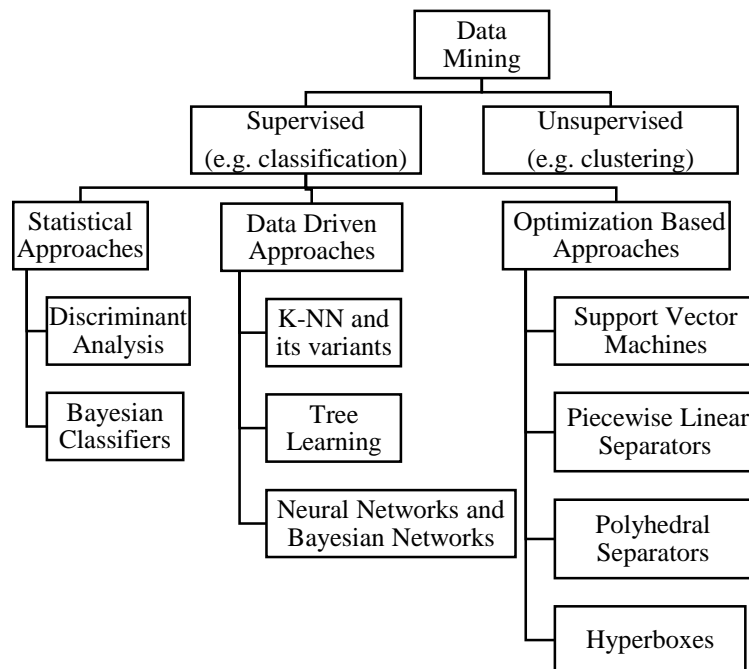 Data
Mining
Supervised
(e.g. classification)
Unsupervised
(e.g. clustering)
Statistical
Approaches
Discriminant
Analysis
Bayesian
Classifiers
Data Driven
Approaches
K-NN and
its variants
Tree
Learning
Neural Networks and
Bayesian Networks
Optimization Based
Approaches
Support Vector
Machines
Piecewise Linear
Separators
Polyhedral
Separators
Hyperboxes